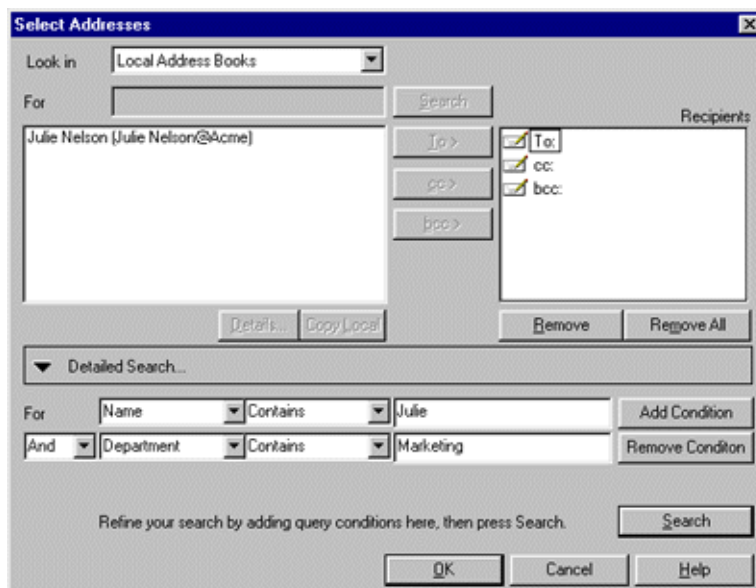 Select Addresses
Look in Local Address Books
For Search
Recipients
Julie Nelson (Julie Nelson@Acme) To > To:
cc > cc:
bcc > bcc:
Details... Copy Local Remove Remove All
Detailed Search...
For Name Contains Julie Add Condition
And Department Contains Marketing Remove Conditon
Refine your search by adding query conditions here, then press Search. Search
OK Cancel Help